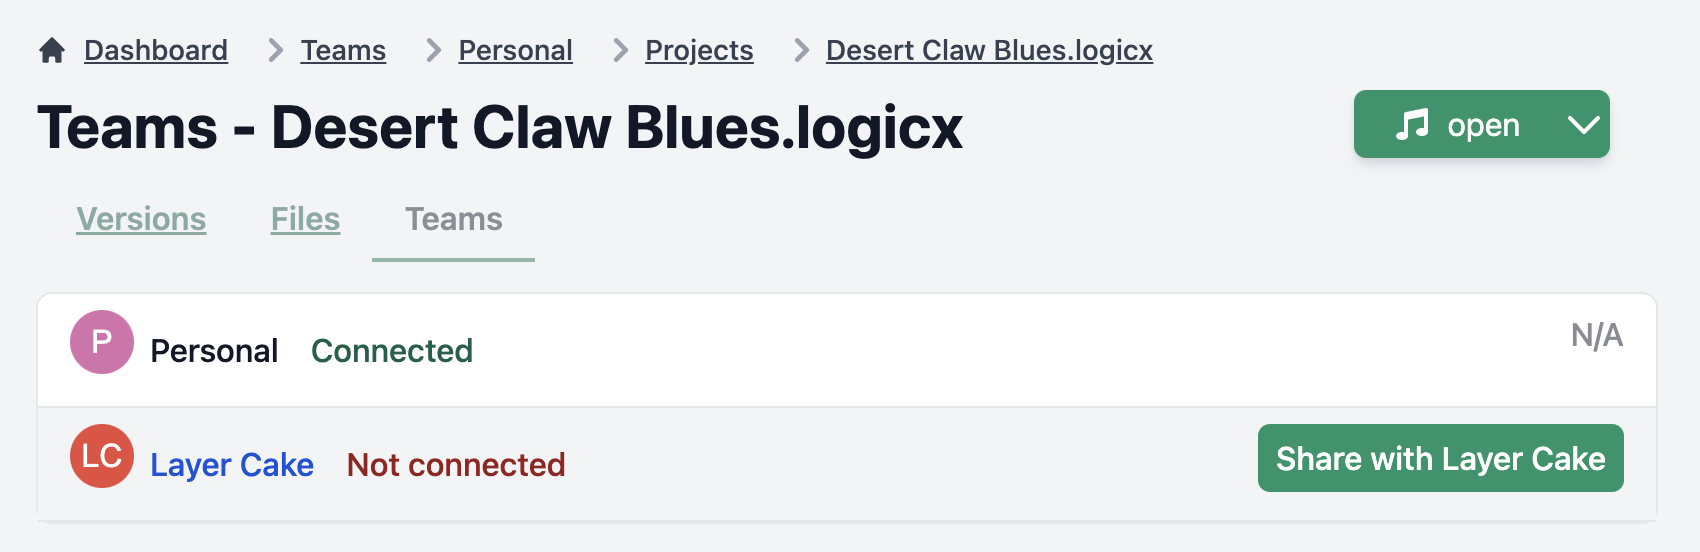 Dashboard > Teams > Personal > Projects > Desert Claw Blues.logicx
Teams - Desert Claw Blues.logicx
open
Versions Files Teams
P Personal Connected N/A
LC Layer Cake Not connected Share with Layer Cake